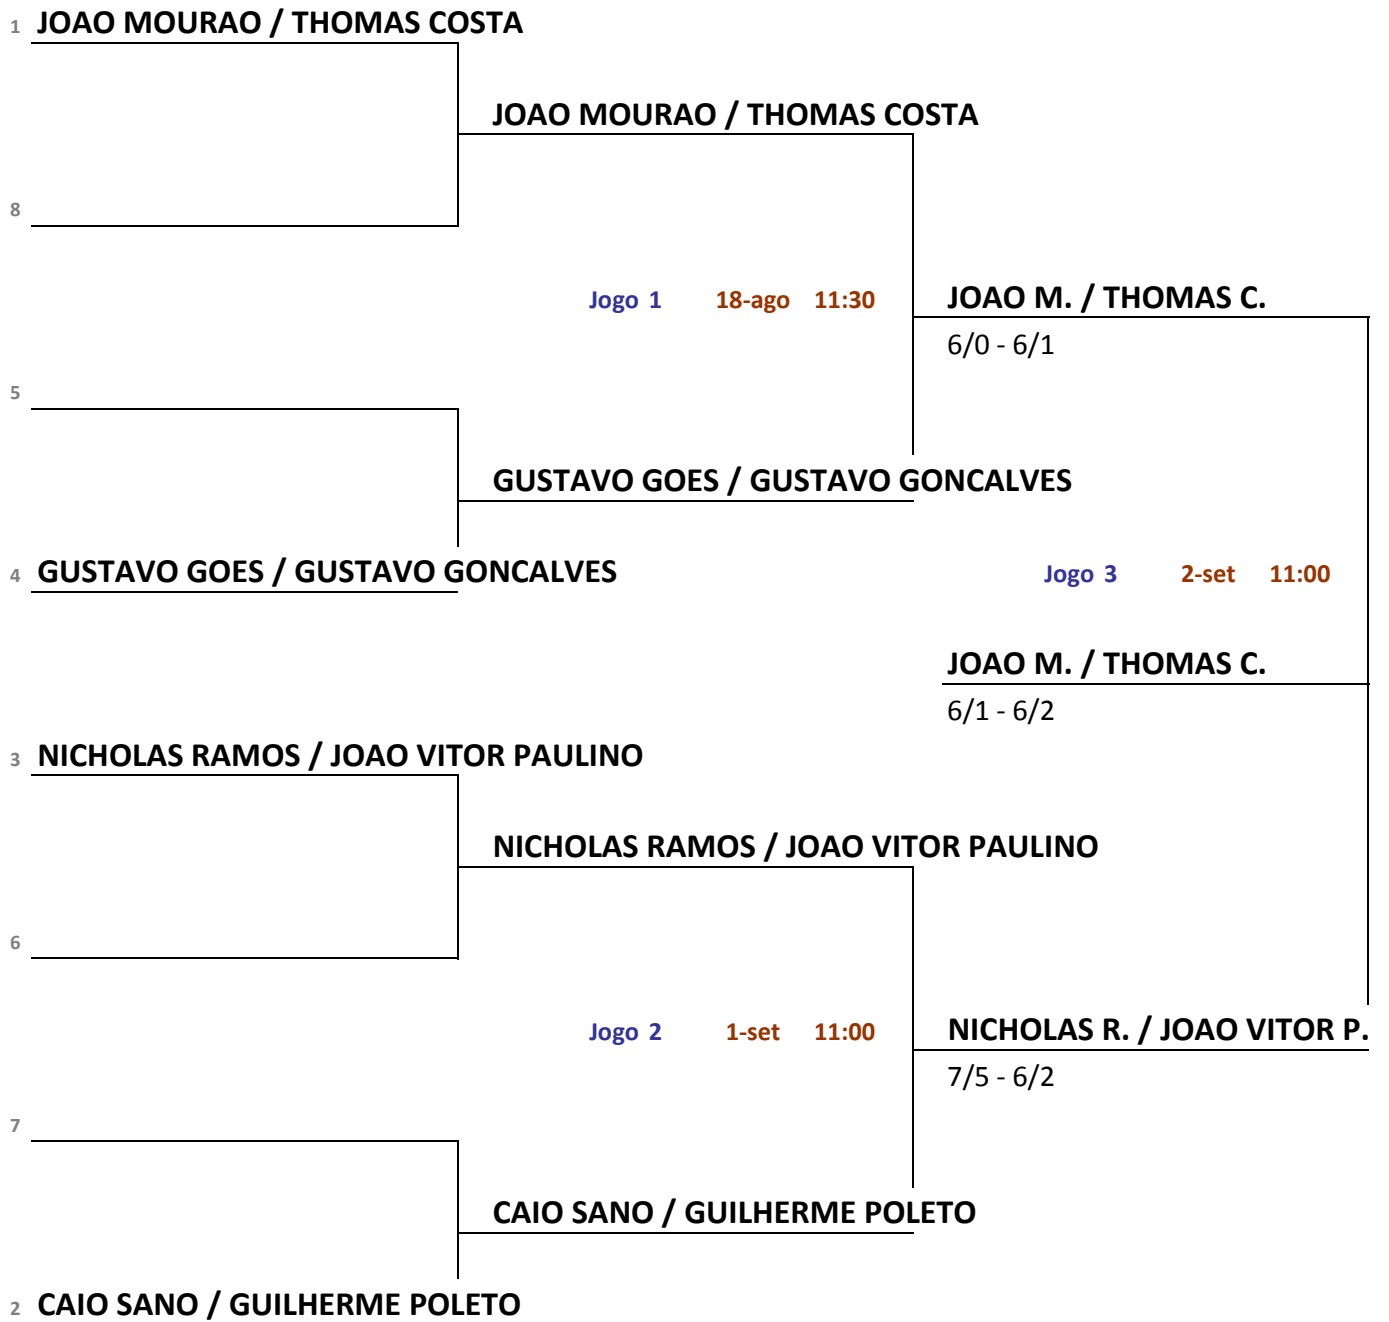 1 JOAO MOURAO / THOMAS COSTA
JOAO MOURAO / THOMAS COSTA
8
Jogo 1 18-ago 11:30 JOAO M. / THOMAS C.
6/0 - 6/1
5
GUSTAVO GOES / GUSTAVO GONCALVES
4 GUSTAVO GOES / GUSTAVO GONCALVES Jogo 3 2-set 11:00
JOAO M. / THOMAS C.
6/1 - 6/2
3 NICHOLAS RAMOS / JOAO VITOR PAULINO
NICHOLAS RAMOS / JOAO VITOR PAULINO
6
Jogo 2 1-set 11:00 NICHOLAS R. / JOAO VITOR P.
7/5 - 6/2
7
CAIO SANO / GUILHERME POLETO
2 CAIO SANO / GUILHERME POLETO